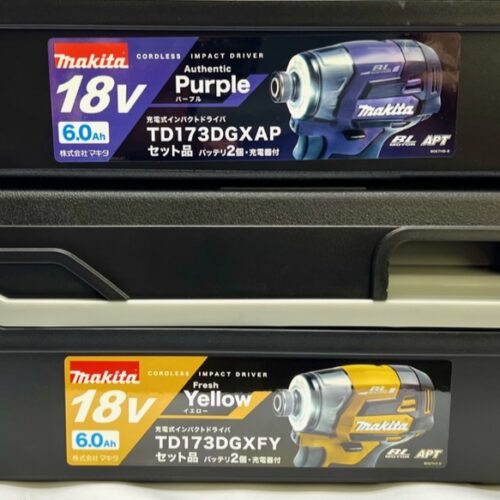 makita
CORDLESS IMPACT DRIVER
18V
Authentic
Purple
パープル
6.0Ah
株式会社マキタ
充電式インパクトドライバ
TD173DGXAP
セット品 バッテリ2個・充電器付
BL
makita
BL
MOTOR
APT
makita
CORDLESS IMPACT DRIVER
18V
Fresh
Yellow
イエロー
6.0Ah
株式会社マキタ
充電式インパクトドライバ
TD173DGXFY
セット品 バッテリ2個・充電器付
BL
makita
BL
MOTOR
APT